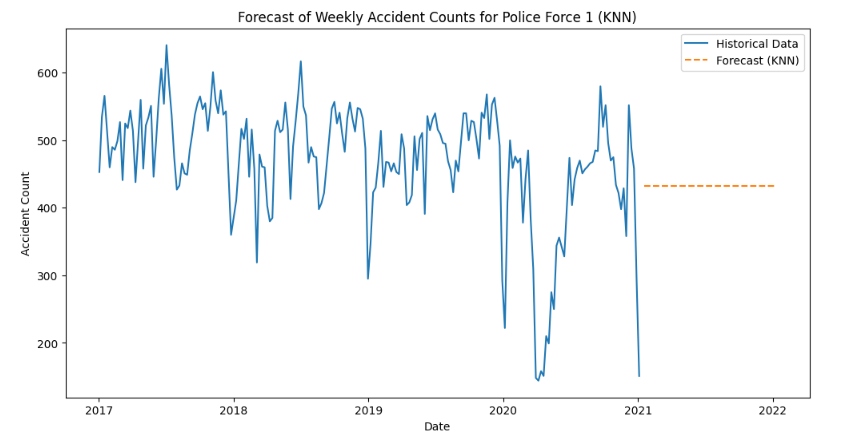 Forecast of Weekly Accident Counts for Police Force 1 (KNN)
Historical Data
Forecast (KNN)
Accident Count
600
500
400
300
200
2017 2018 2019 2020 2021 2022
Date